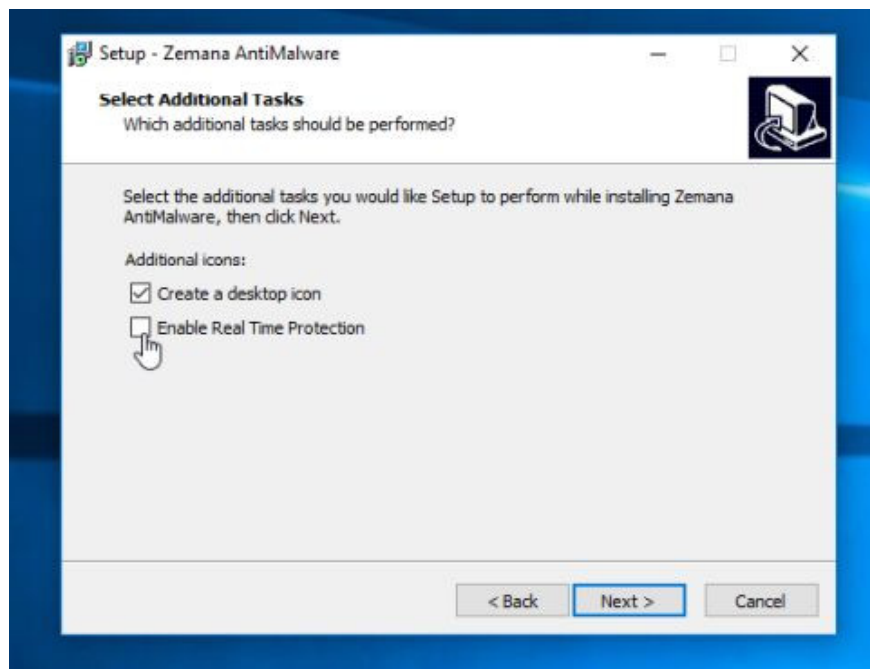 Setup - Zemana AntiMalware
Select Additional Tasks
Which additional tasks should be performed?
Select the additional tasks you would like Setup to perform while installing Zemana
AntiMalware, then click Next.
Additional icons:
Create a desktop icon
Enable Real Time Protection
< Back Next > Cancel